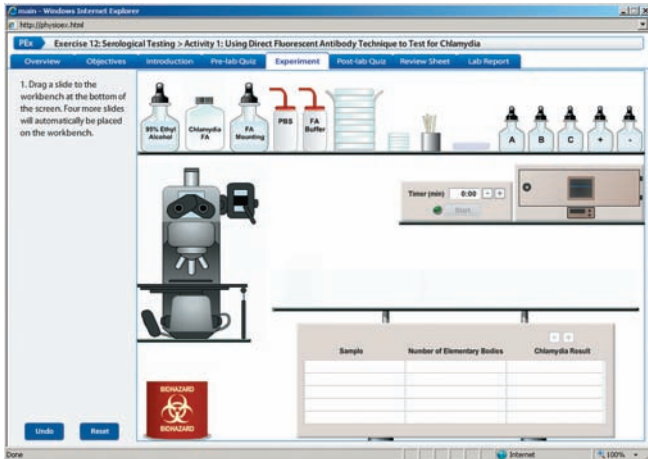 main - Windows Internet Explorer
http://physioex.html
PEx Exercise 12: Serological Testing > Activity 1: Using Direct Fluorescent Antibody Technique to Test for Chlamydia
Overview Objectives Introduction Pre-lab Quiz Experiment Post-lab Quiz Review Sheet Lab Report
1. Drag a slide to the
workbench at the bottom of
the screen. Four more slides
will automatically be placed
on the workbench.
95% Ethyl
Alcohol
Chlamydia
FA
FA
Mounting
PBS
FA
Buffer
A B C + -
Timer (min) 0:00 - +
Start
Sample Number of Elementary Bodies Chlamydia Result
BIOHAZARD
BIOHAZARD
Undo Reset
Done Internet 100%